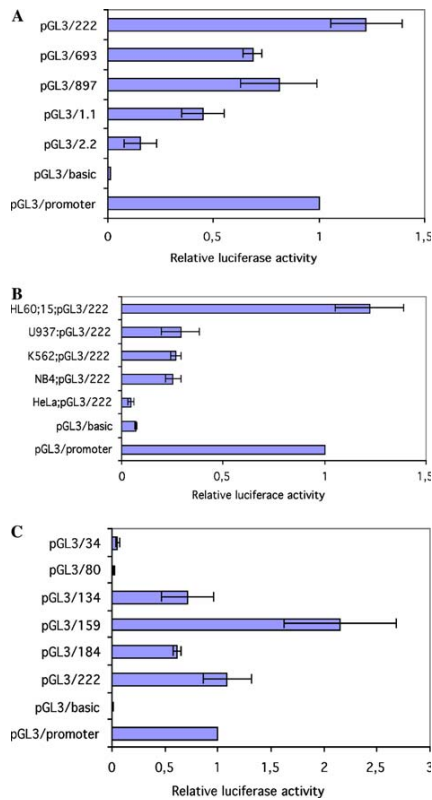 A
pGL3/222
pGL3/693
pGL3/897
pGL3/1.1
pGL3/2.2
pGL3/basic
pGL3/promoter
0 0,5 1 1,5
Relative luciferase activity
B
HL60;15;pGL3/222
U937:pGL3/222
K562;pGL3/222
NB4;pGL3/222
HeLa;pGL3/222
pGL3/basic
pGL3/promoter
0 0,5 1 1,5
Relative luciferace activity
C
pGL3/34
pGL3/80
pGL3/134
pGL3/159
pGL3/184
pGL3/222
pGL3/basic
pGL3/promoter
0 0,5 1 1,5 2 2,5 3
Relative luciferase activity